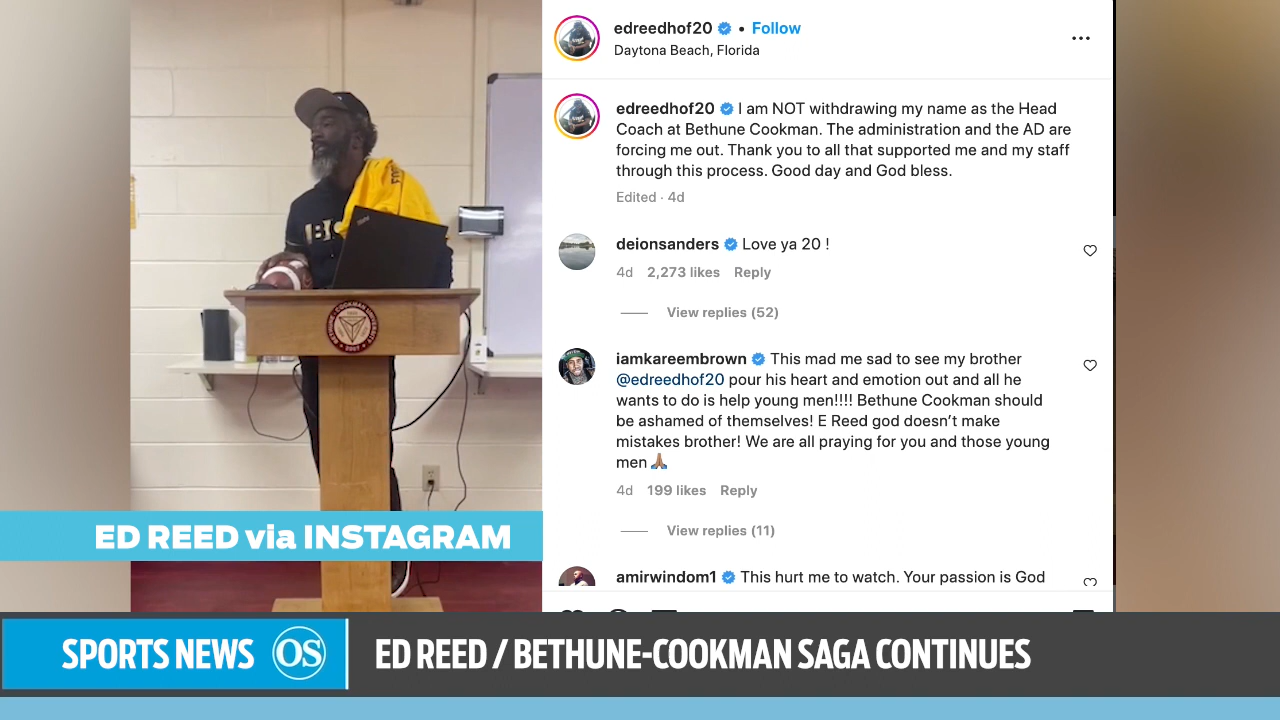 edreedhof20 • Follow
Daytona Beach, Florida
edreedhof20 I am NOT withdrawing my name as the Head
Coach at Bethune Cookman. The administration and the AD are
forcing me out. Thank you to all that supported me and my staff
through this process. Good day and God bless.
Edited · 4d
deionsanders Love ya 20 !
4d 2,273 likes Reply
View replies (52)
iamkareembrown This mad me sad to see my brother
@edreedhof20 pour his heart and emotion out and all he
wants to do is help young men!!!! Bethune Cookman should
be ashamed of themselves! E Reed god doesn’t make
mistakes brother! We are all praying for you and those young
men 🙏🏽
4d 199 likes Reply
View replies (11)
amirwindom1 This hurt me to watch. Your passion is God
ED REED via INSTAGRAM
SPORTS NEWS OS
ED REED / BETHUNE-COOKMAN SAGA CONTINUES